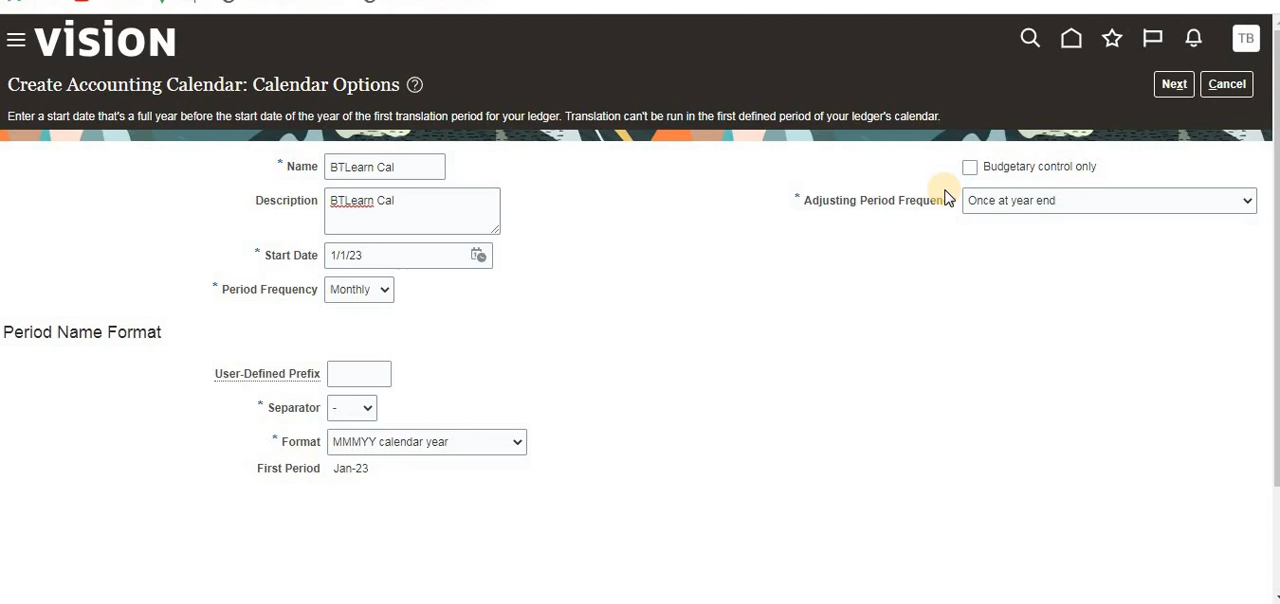 VISION
TB
Create Accounting Calendar: Calendar Options ?
Next Cancel
Enter a start date that's a full year before the start date of the year of the first translation period for your ledger. Translation can't be run in the first defined period of your ledger's calendar.
* Name BTLearn Cal
Budgetary control only
Description BTLearn Cal
* Adjusting Period Frequency Once at year end
* Start Date 1/1/23
* Period Frequency Monthly
Period Name Format
User-Defined Prefix
* Separator -
* Format MMMYY calendar year
First Period Jan-23